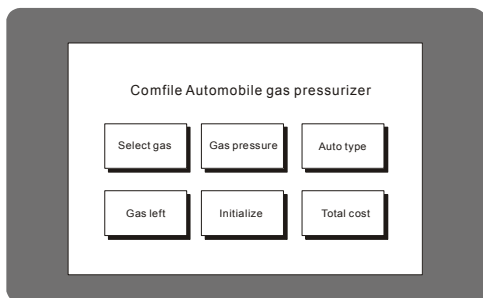 Comfile Automobile gas pressurizer
Select gas Gas pressure Auto type
Gas left Initialize Total cost